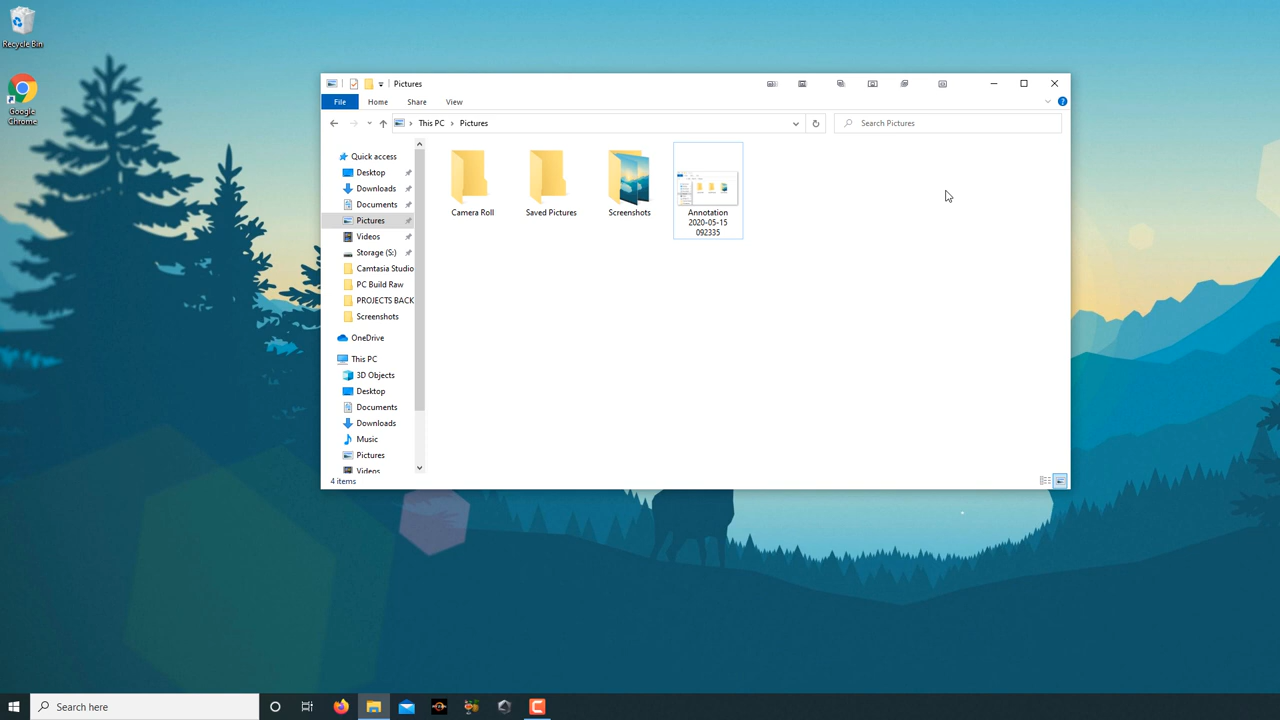 Recycle Bin
Google
Chrome
Pictures
File
Home
Share
View
This PC
Pictures
Search Pictures
Quick access
Desktop
Downloads
Documents
Pictures
Videos
Storage (S:)
Camtasia Studio
PC Build Raw
PROJECTS BACK
Screenshots
OneDrive
This PC
3D Objects
Desktop
Documents
Downloads
Music
Pictures
Videos
Camera Roll
Saved Pictures
Screenshots
Annotation
2020-05-15
092335
4 items
Search here